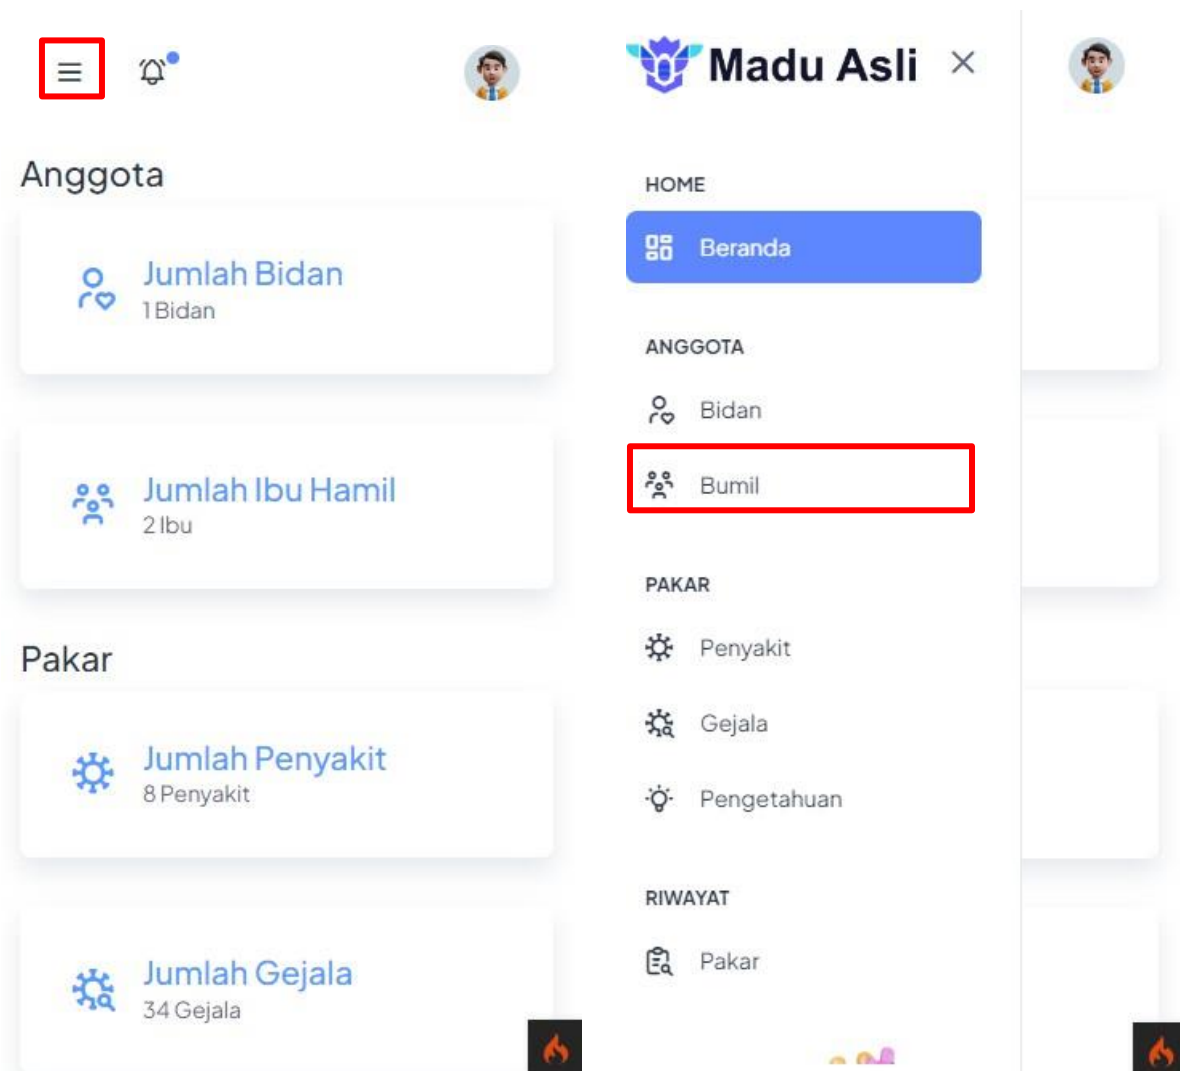 Anggota
Jumlah Bidan
1 Bidan
Jumlah Ibu Hamil
2 Ibu
Pakar
Jumlah Penyakit
8 Penyakit
Jumlah Gejala
34 Gejala
Madu Asli
HOME
Beranda
ANGGOTA
Bidan
Bumil
PAKAR
Penyakit
Gejala
Pengetahuan
RIWAYAT
Pakar